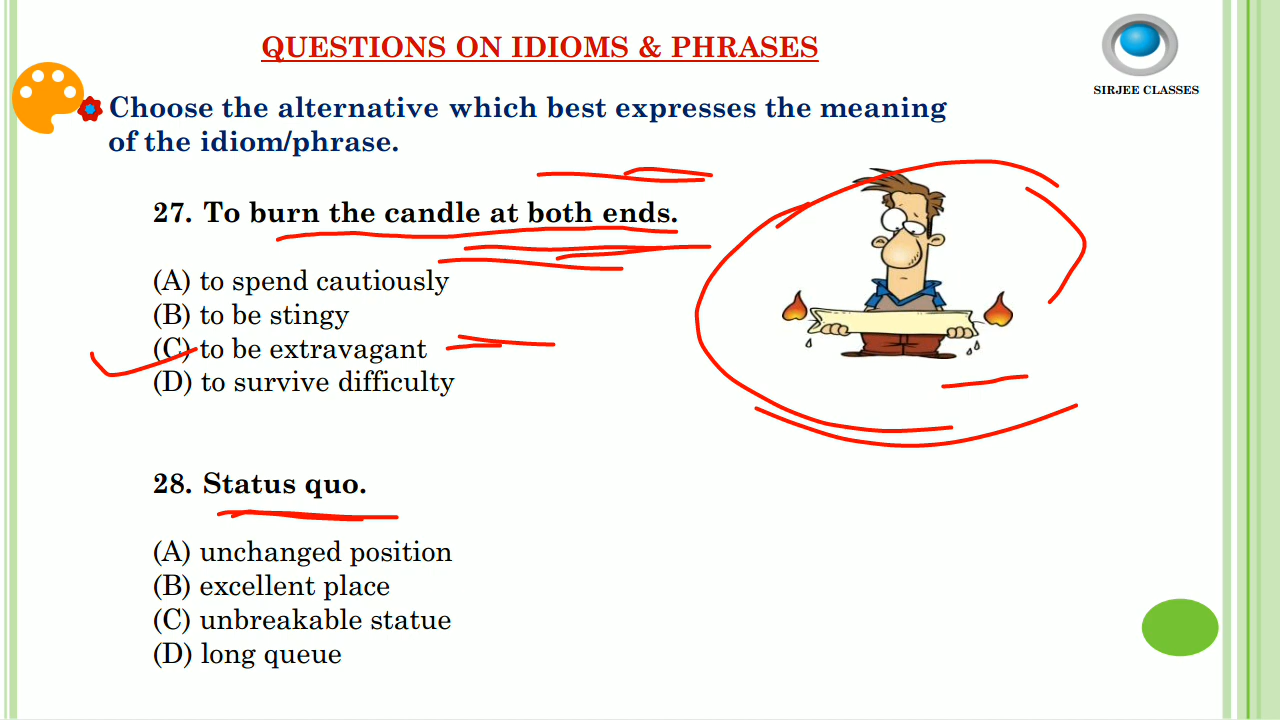 QUESTIONS ON IDIOMS & PHRASES
SIRJEE CLASSES
Choose the alternative which best expresses the meaning
of the idiom/phrase.
27. To burn the candle at both ends.
(A) to spend cautiously
(B) to be stingy
(C) to be extravagant
(D) to survive difficulty
28. Status quo.
(A) unchanged position
(B) excellent place
(C) unbreakable statue
(D) long queue